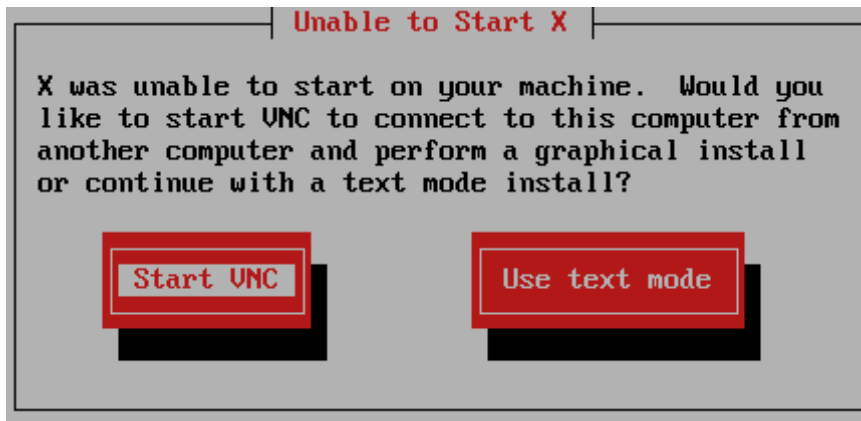 Unable to Start X
X was unable to start on your machine.  Would you
like to start VNC to connect to this computer from
another computer and perform a graphical install
or continue with a text mode install?
Start VNC
Use text mode